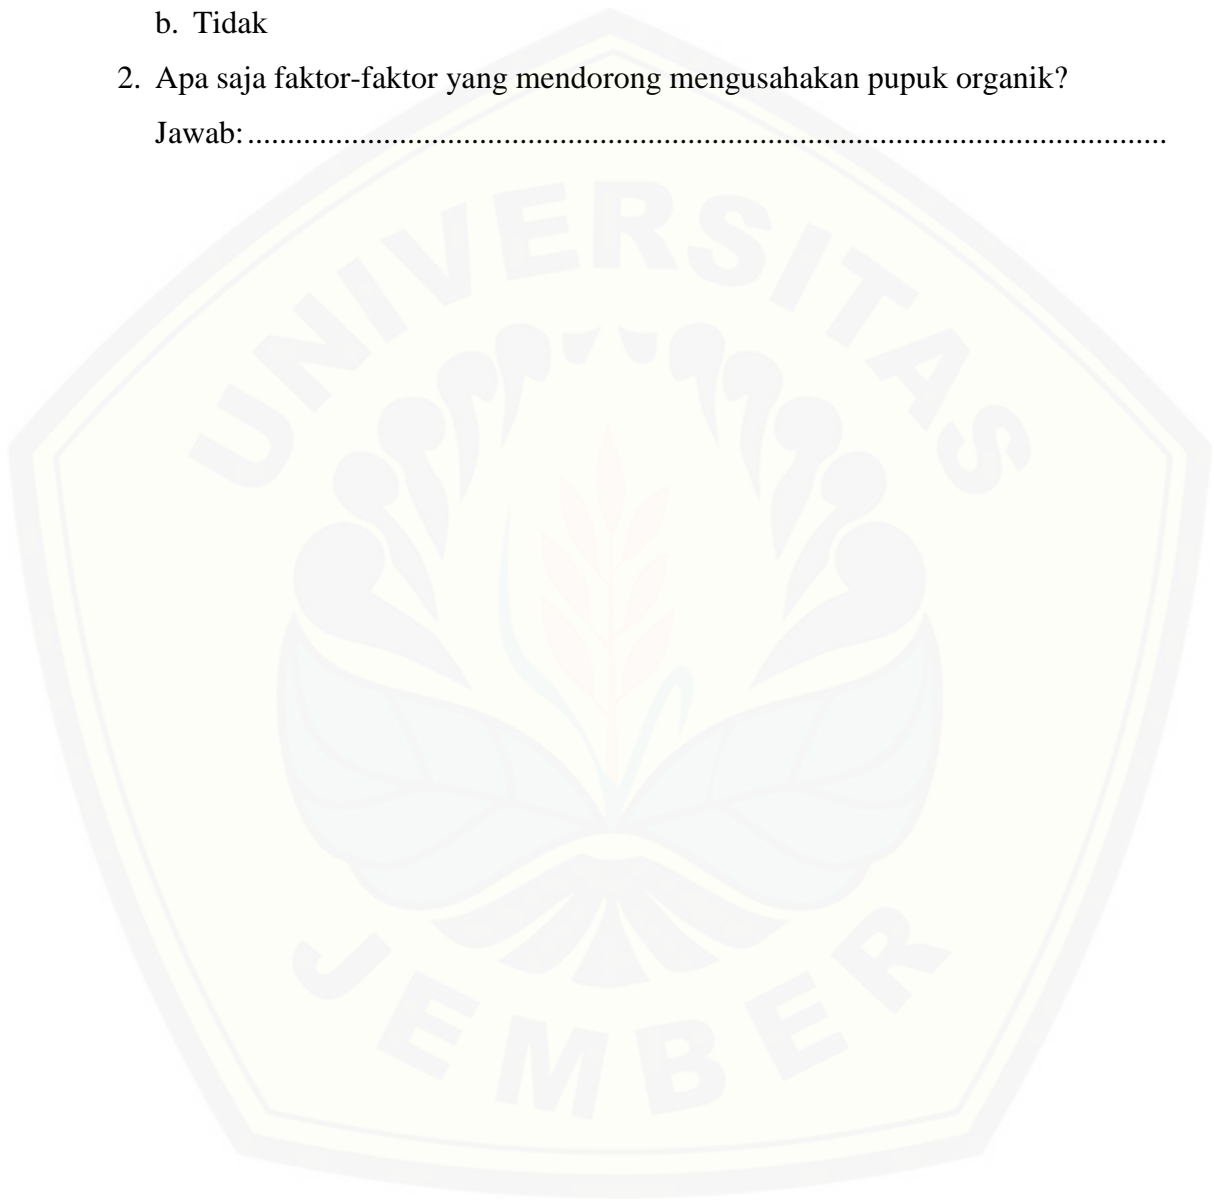 b. Tidak
2. Apa saja faktor-faktor yang mendorong mengusahakan pupuk organik?
Jawab:...................................................................................................................
UNIVERSITAS
JEMBER